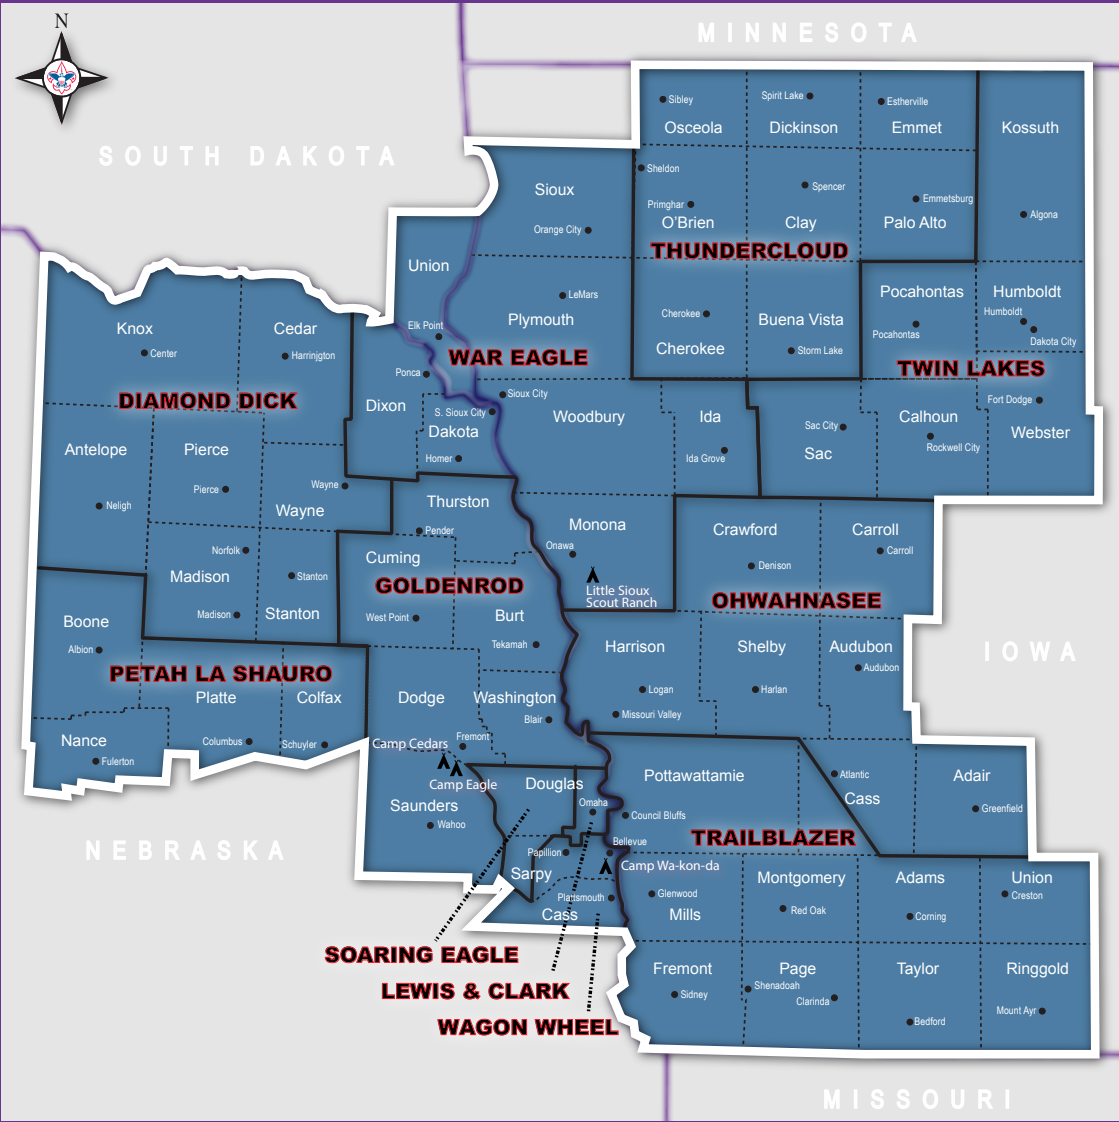 N
MINNESOTA
SOUTH DAKOTA
Sibley
Spirit Lake
Estherville
Osceola
Dickinson
Emmet
Kossuth
Sheldon
Sioux
Spencer
Primghar
Emmetsburg
O'Brien
Clay
Palo Alto
Algona
Orange City
THUNDERCLOUD
Union
Pocahontas
Humboldt
LeMars
Humboldt
Cherokee
Plymouth
Buena Vista
Pocahontas
Dakota City
Knox
Cedar
Elk Point
Cherokee
Storm Lake
Center
Harrinjgton
WAR EAGLE
TWIN LAKES
Ponca
DIAMOND DICK
Sioux City
Fort Dodge
Dixon
S. Sioux City
Woodbury
Ida
Calhoun
Dakota
Sac City
Webster
Antelope
Pierce
Homer
Ida Grove
Sac
Rockwell City
Pierce
Wayne
Neligh
Wayne
Thurston
Monona
Crawford
Carroll
Pender
Onawa
Norfolk
Cuming
Carroll
Madison
Stanton
GOLDENROD
Denison
Little Sioux
Scout Ranch
OHWAHNASEE
Madison
Stanton
West Point
Burt
Boone
Albion
Tekamah
Harrison
Shelby
Audubon
IOWA
PETAH LA SHAURO
Audubon
Platte
Colfax
Dodge
Washington
Logan
Harlan
Blair
Missouri Valley
Nance
Columbus
Schuyler
Camp Cedars
Fremont
Fulerton
Camp Eagle
Douglas
Pottawattamie
Atlantic
Adair
Saunders
Omaha
Cass
Greenfield
Wahoo
Council Bluffs
TRAILBLAZER
NEBRASKA
Bellevue
Papillion
Camp Wa-kon-da
Sarpy
Montgomery
Adams
Union
Plattsmouth
Glenwood
Creston
Cass
Mills
Red Oak
Corning
SOARING EAGLE
Fremont
Page
Taylor
Ringgold
LEWIS & CLARK
Sidney
Shenadoah
Clarinda
Mount Ayr
WAGON WHEEL
Bedford
MISSOURI